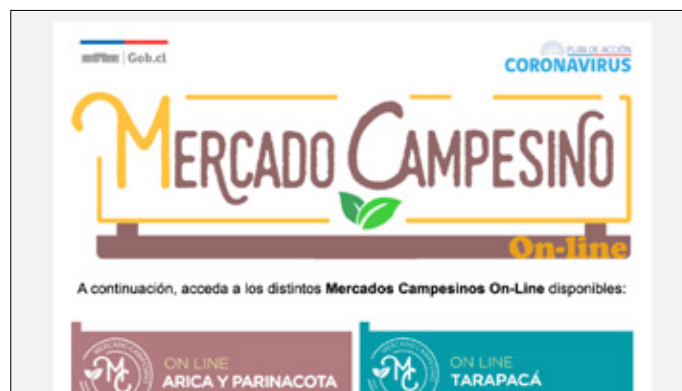 Gob.cl
PLAN DE ACCIÓN
CORONAVIRUS
MERCADO CAMPESINO
On-line
A continuación, acceda a los distintos Mercados Campesinos On-Line disponibles:
ON LINE
ARICA Y PARINACOTA
ON LINE
TARAPACÁ